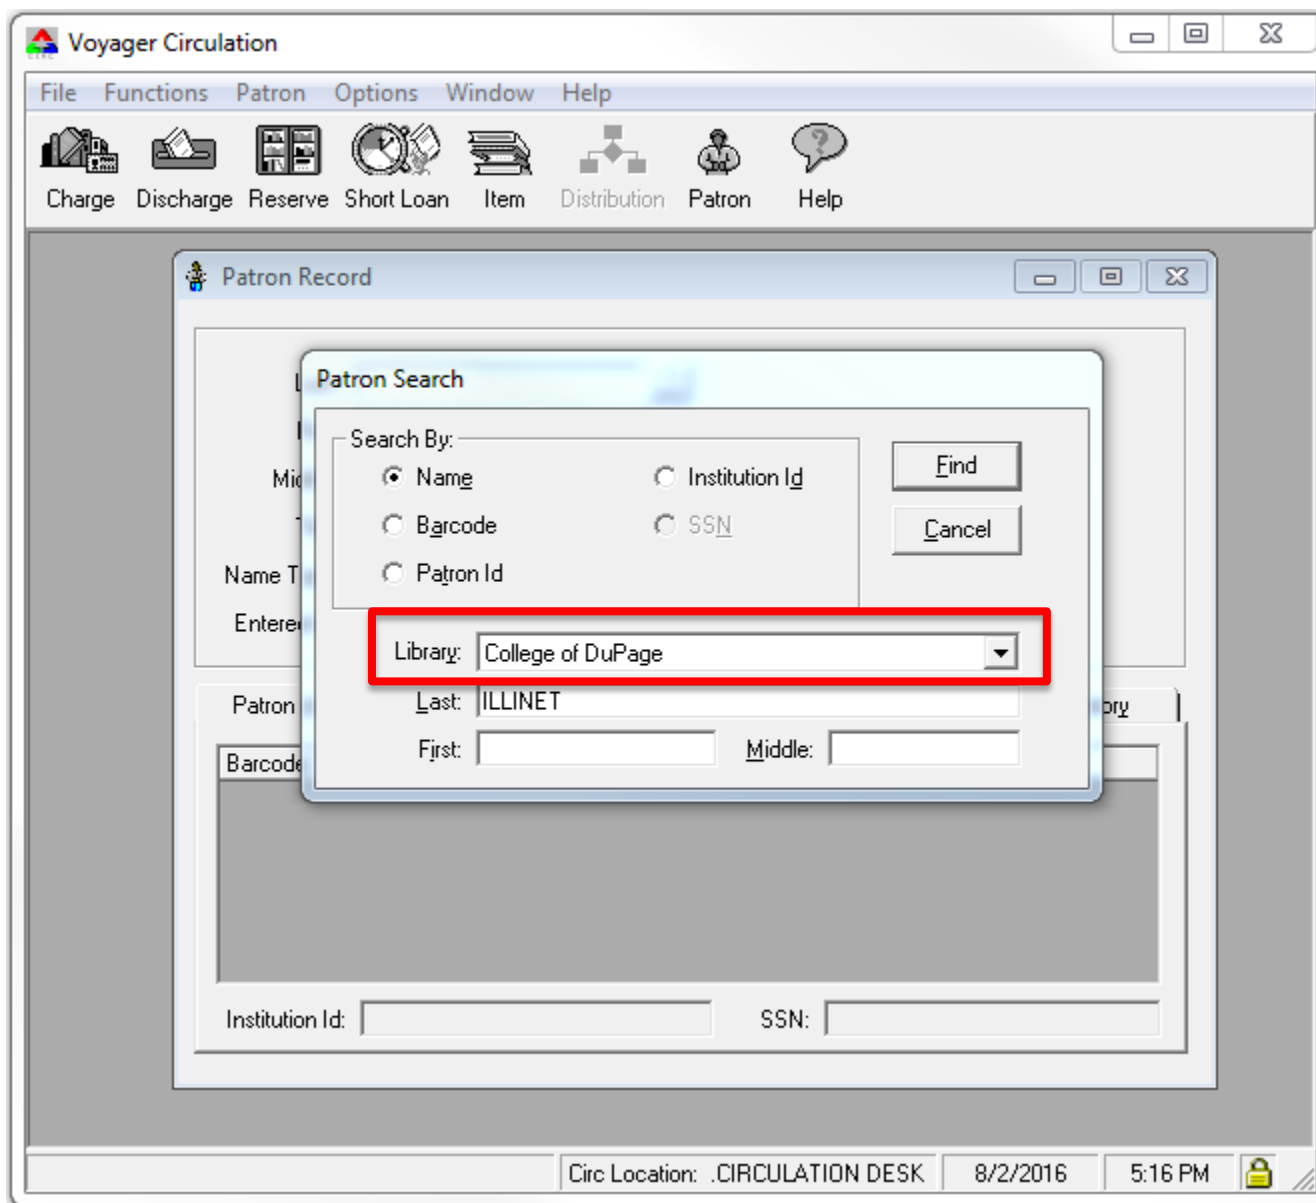 Voyager Circulation
File Functions Patron Options Window Help
Charge Discharge Reserve Short Loan Item Distribution Patron Help
Patron Record
Patron Search
Search By:
Name Institution Id Find
Barcode SSN Cancel
Patron Id
Name T
Entere
Library: College of DuPage
Patron Last: ILLINET ory
First: Middle:
Barcode
Institution Id: SSN:
Circ Location: .CIRCULATION DESK 8/2/2016 5:16 PM